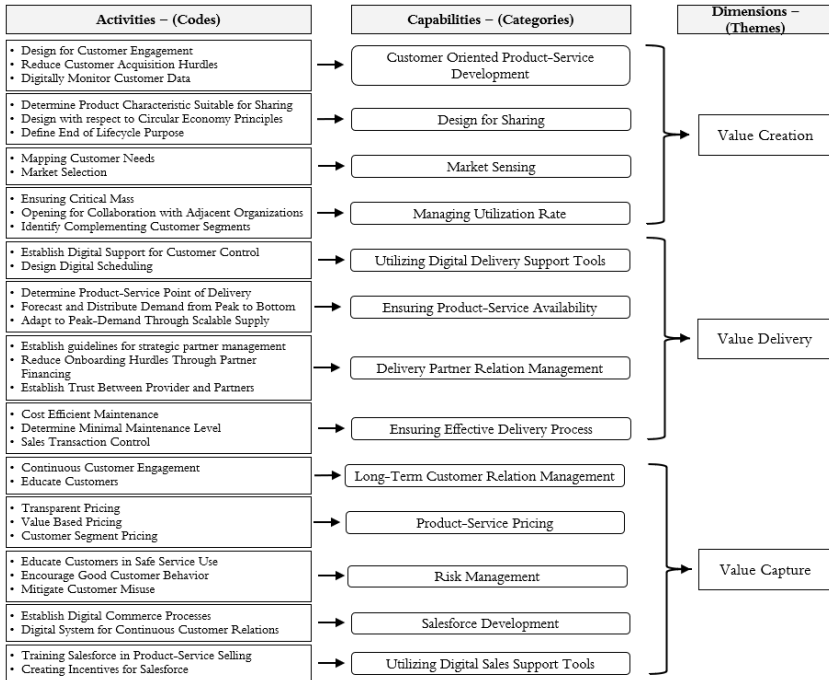 Activities – (Codes)
Capabilities – (Categories)
Dimensions –
(Themes)
• Design for Customer Engagement
• Reduce Customer Acquisition Hurdles
• Digitally Monitor Customer Data
Customer Oriented Product-Service
Development
• Determine Product Characteristic Suitable for Sharing
• Design with respect to Circular Economy Principles
• Define End of Lifecycle Purpose
Design for Sharing
• Mapping Customer Needs
• Market Selection
Market Sensing
• Ensuring Critical Mass
• Opening for Collaboration with Adjacent Organizations
• Identify Complementing Customer Segments
Managing Utilization Rate
Value Creation
• Establish Digital Support for Customer Control
• Design Digital Scheduling
Utilizing Digital Delivery Support Tools
• Determine Product-Service Point of Delivery
• Forecast and Distribute Demand from Peak to Bottom
• Adapt to Peak-Demand Through Scalable Supply
Ensuring Product-Service Availability
• Establish guidelines for strategic partner management
• Reduce Onboarding Hurdles Through Partner
Financing
• Establish Trust Between Provider and Partners
Delivery Partner Relation Management
• Cost Efficient Maintenance
• Determine Minimal Maintenance Level
• Sales Transaction Control
Ensuring Effective Delivery Process
Value Delivery
• Continuous Customer Engagement
• Educate Customers
Long-Term Customer Relation Management
• Transparent Pricing
• Value Based Pricing
• Customer Segment Pricing
Product-Service Pricing
• Educate Customers in Safe Service Use
• Encourage Good Customer Behavior
• Mitigate Customer Misuse
Risk Management
• Establish Digital Commerce Processes
• Digital System for Continuous Customer Relations
Salesforce Development
• Training Salesforce in Product-Service Selling
• Creating Incentives for Salesforce
Utilizing Digital Sales Support Tools
Value Capture